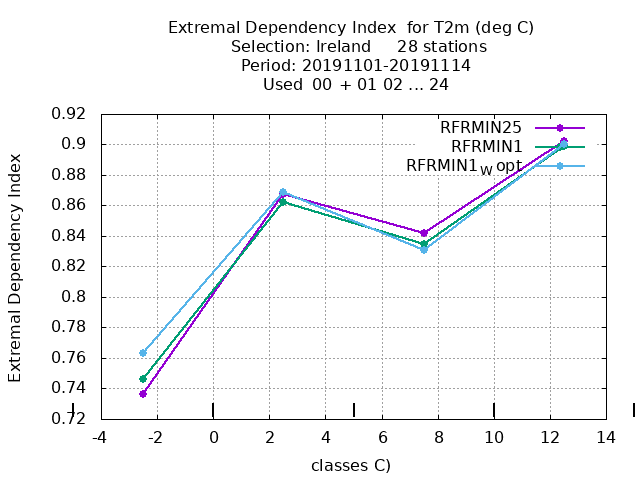 Extremal Dependency Index  for T2m (deg C)
Selection: Ireland     28 stations
Period: 20191101-20191114
Used  00  + 01 02 ... 24
RFRMIN25
RFRMIN1
RFRMIN1W opt
Extremal Dependency Index
0.92
0.9
0.88
0.86
0.84
0.82
0.8
0.78
0.76
0.74
0.72
-4 -2 0 2 4 6 8 10 12 14
classes C)